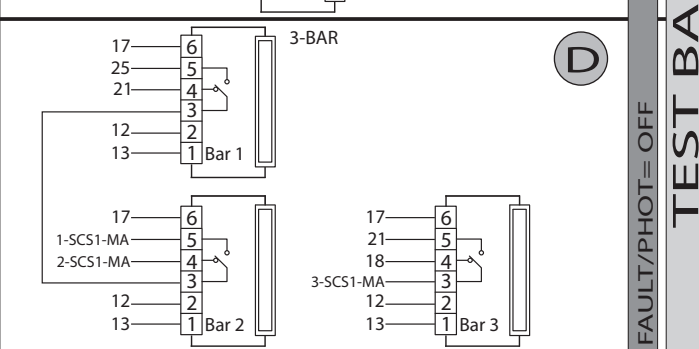 3-BAR
D
17 6
25 5
21 4
3
12 2
13 1 Bar 1
17 6
1-SCS1-MA 5
2-SCS1-MA 4
3
12 2
13 1 Bar 2
17 6
21 5
18 4
3-SCS1-MA 3
12 2
13 1 Bar 3
FAULT/PHOT= OFF
TEST BA